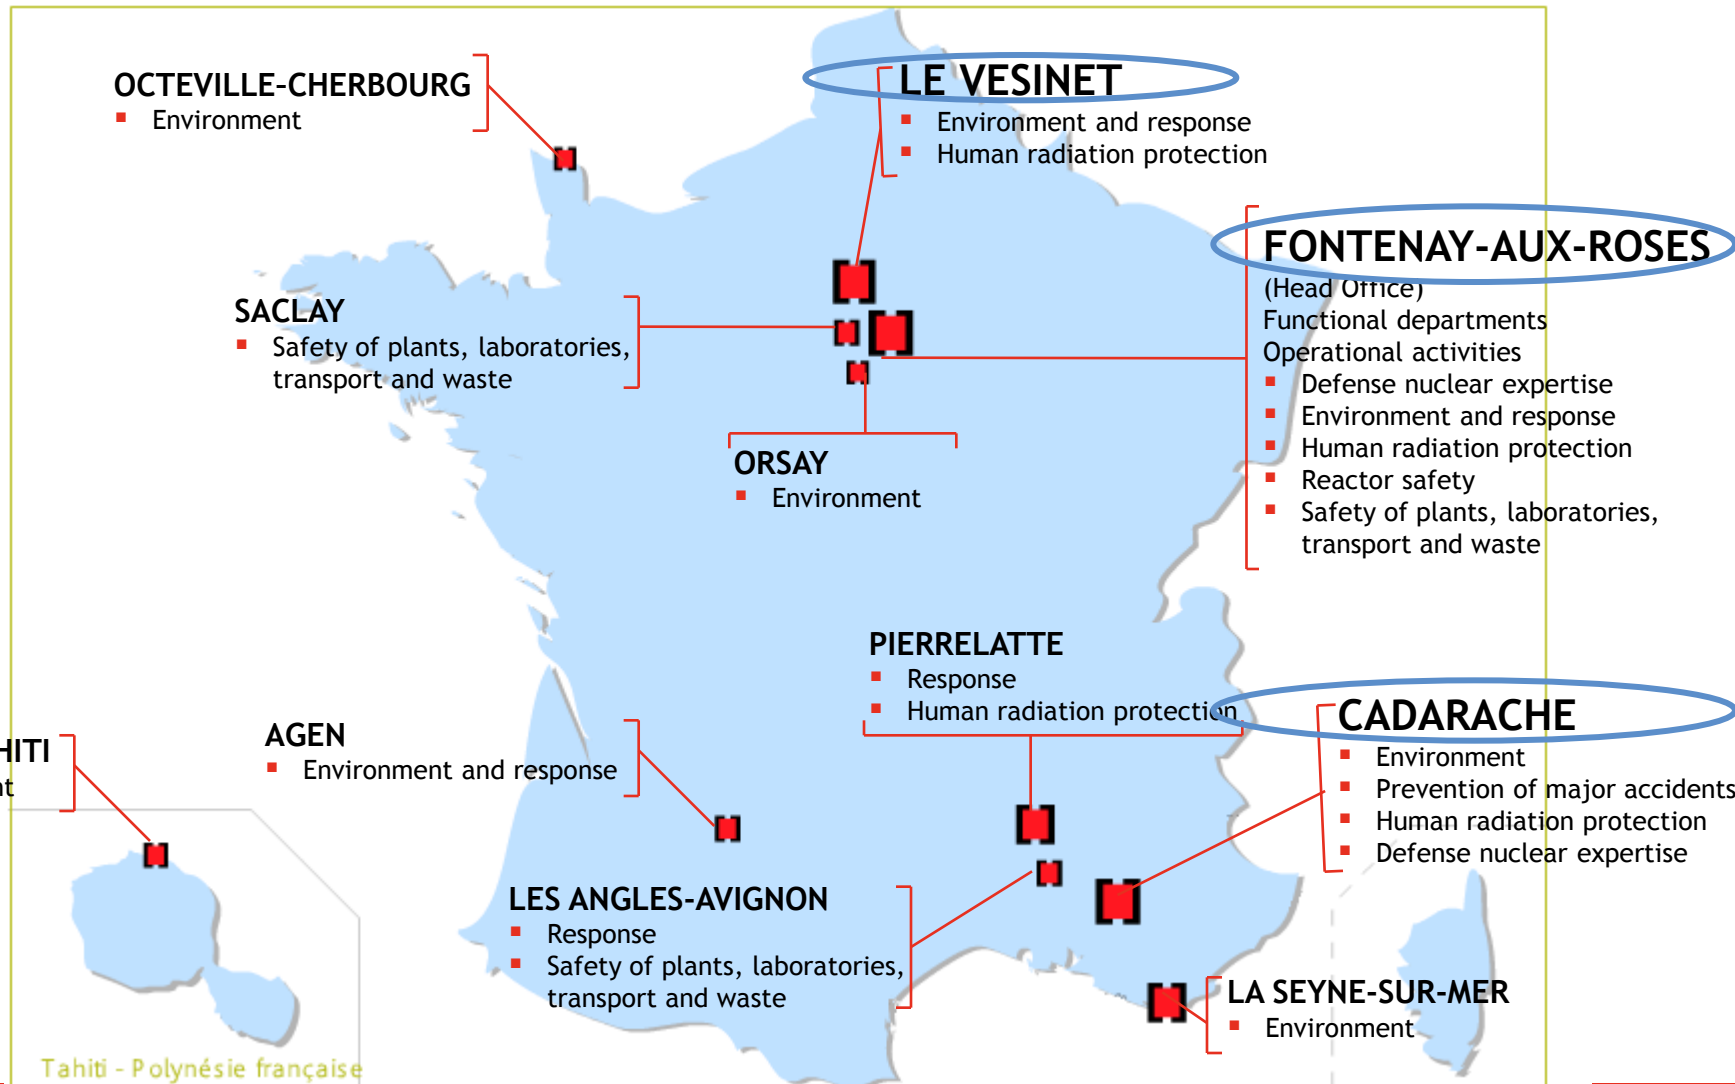 OCTEVILLE-CHERBOURG
Environment
LE VESINET
Environment and response
Human radiation protection
FONTENAY-AUX-ROSES
(Head Office)
Functional departments
Operational activities
Defense nuclear expertise
Environment and response
Human radiation protection
Reactor safety
Safety of plants, laboratories,
transport and waste
SACLAY
Safety of plants, laboratories,
transport and waste
ORSAY
Environment
PIERRELATTE
Response
Human radiation protection
CADARACHE
Environment
Prevention of major accidents
Human radiation protection
Defense nuclear expertise
AGEN
Environment and response
HITI
nt
LES ANGLES-AVIGNON
Response
Safety of plants, laboratories,
transport and waste
LA SEYNE-SUR-MER
Environment
Tahiti - Polynésie française